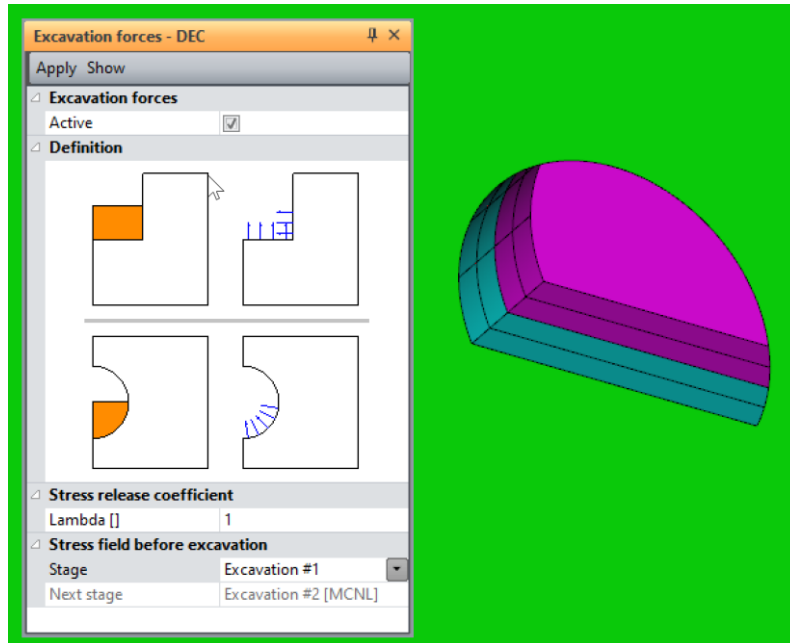 Excavation forces - DEC
Apply Show
Excavation forces
Active
Definition
Stress release coefficient
Lambda [] 1
Stress field before excavation
Stage Excavation #1
Next stage Excavation #2 [MCNL]